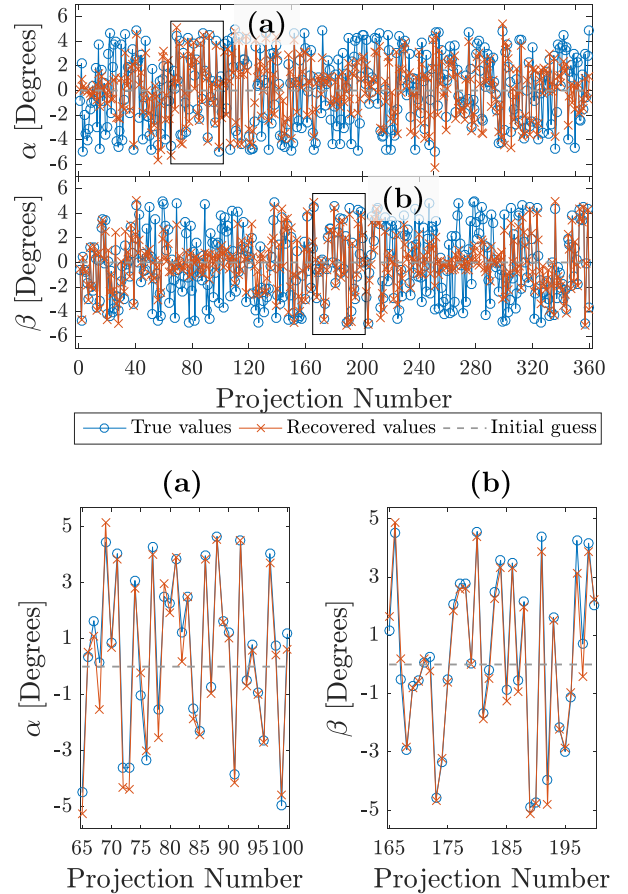 (a)
6
4
2
0
-2
-4
-6
α [Degrees]
(b)
6
4
2
0
-2
-4
-6
β [Degrees]
0 40 80 120 160 200 240 280 320 360
Projection Number
True values Recovered values Initial guess
(a)
5
3
1
-1
-3
-5
α [Degrees]
65 70 75 80 85 90 95 100
Projection Number
(b)
5
3
1
-1
-3
-5
β [Degrees]
165 175 185 195
Projection Number